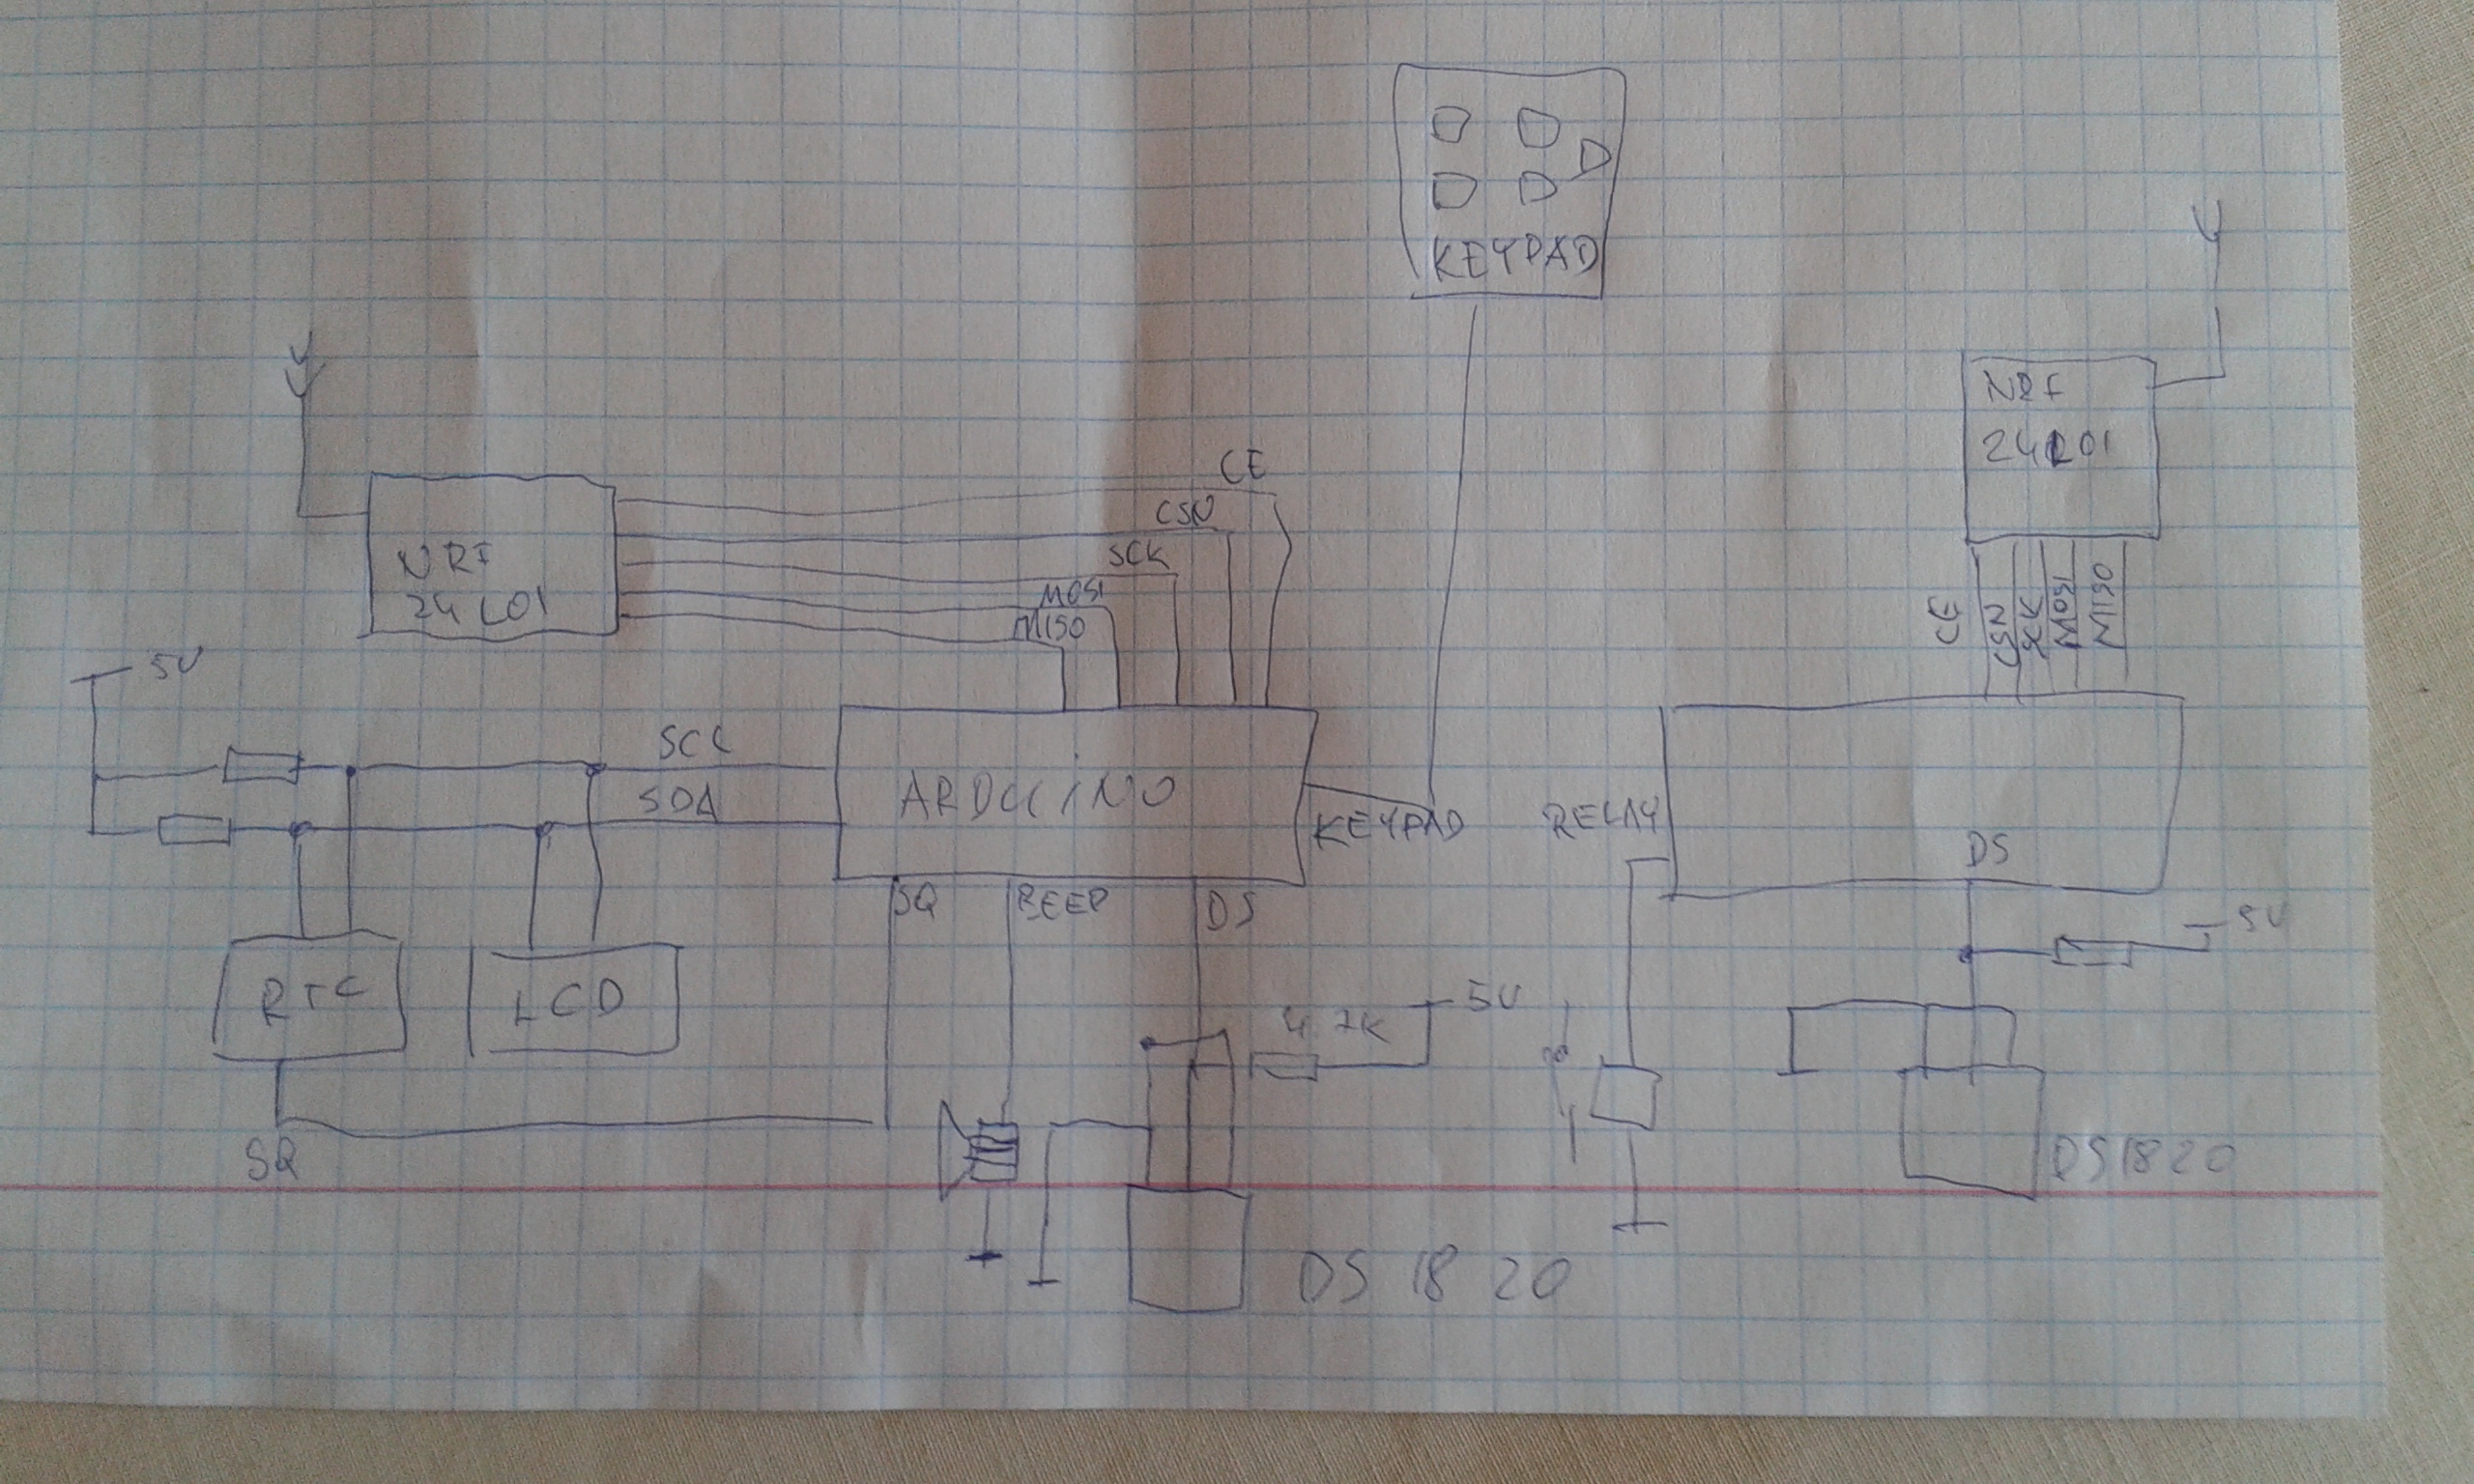 KEYPAD
NRF
24L01
CE
CSN
SCK
MOSI
MISO
NRF
24L01
CE
CSN
SCK
MOSI
MISO
5V
SCL
SDA
ARDUiNO
KEYPAD
RELAY
DS
SQ
BEEP
DS
5V
RTC
LCD
4.7K
5V
SQ
DS1820
DS 18 20